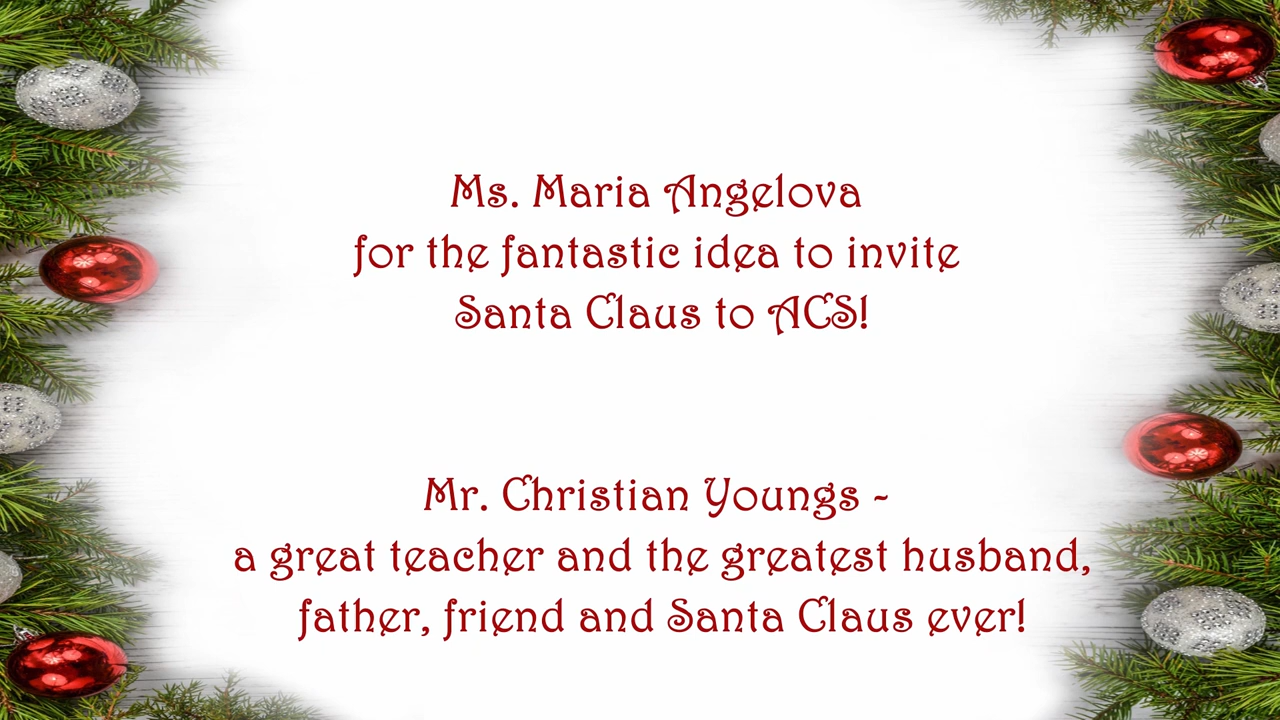 Ms. Maria Angelova
for the fantastic idea to invite
Santa Claus to ACS!
Mr. Christian Youngs -
a great teacher and the greatest husband,
father, friend and Santa Claus ever!